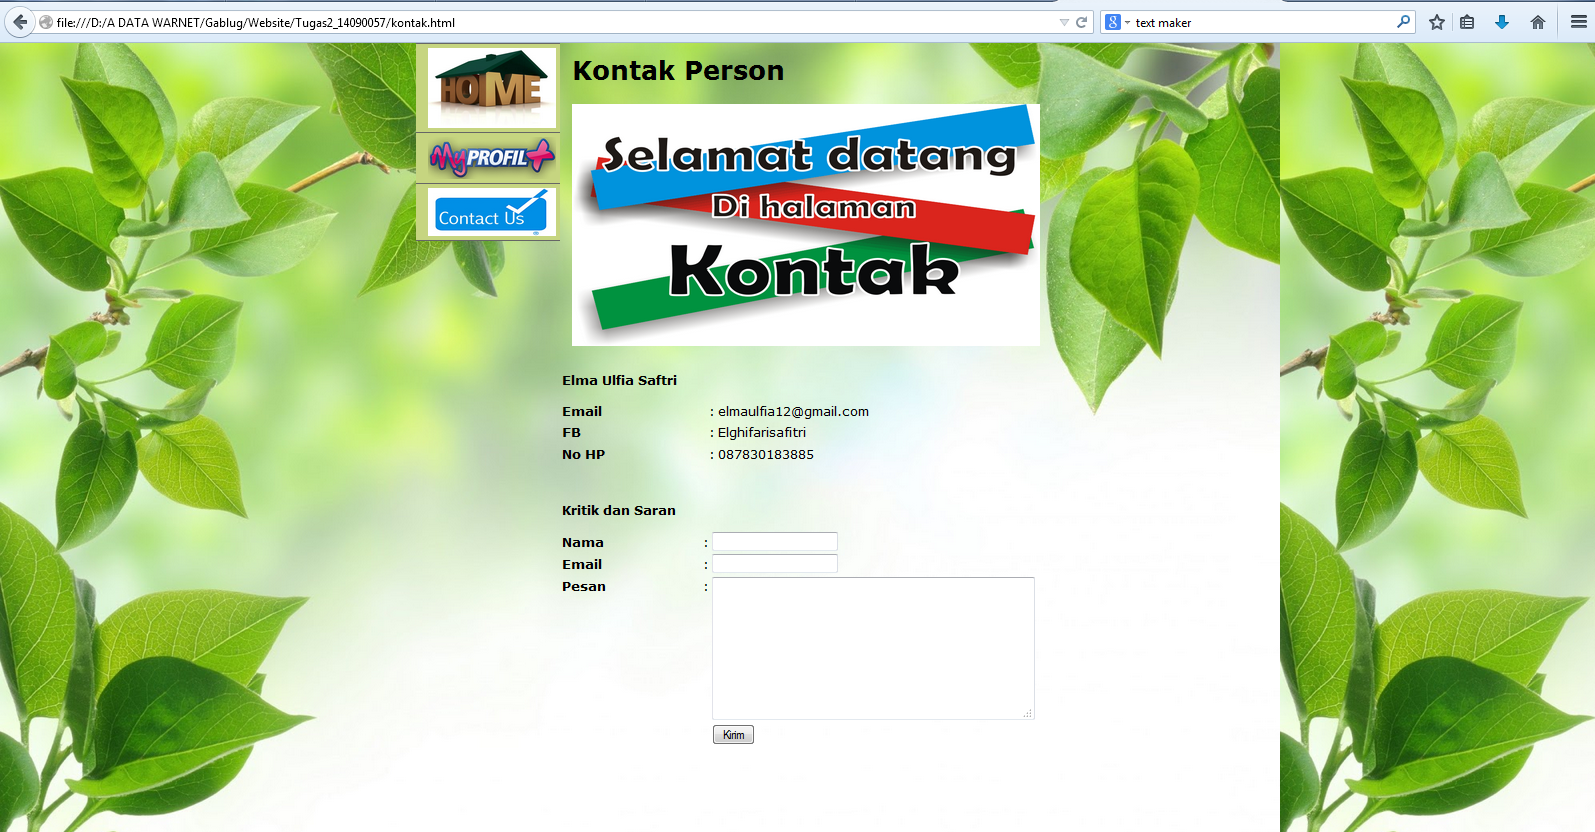 file:///D:/A DATA WARNET/Gablug/Website/Tugas2_14090057/kontak.html
text maker
HOME
My PROFIL
Contact Us
Kontak Person
Selamat datang
Di halaman
Kontak
Elma Ulfia Saftri
Email : elmaulfia12@gmail.com
FB : Elghifarisafitri
No HP : 087830183885
Kritik dan Saran
Nama :
Email :
Pesan :
Kirim